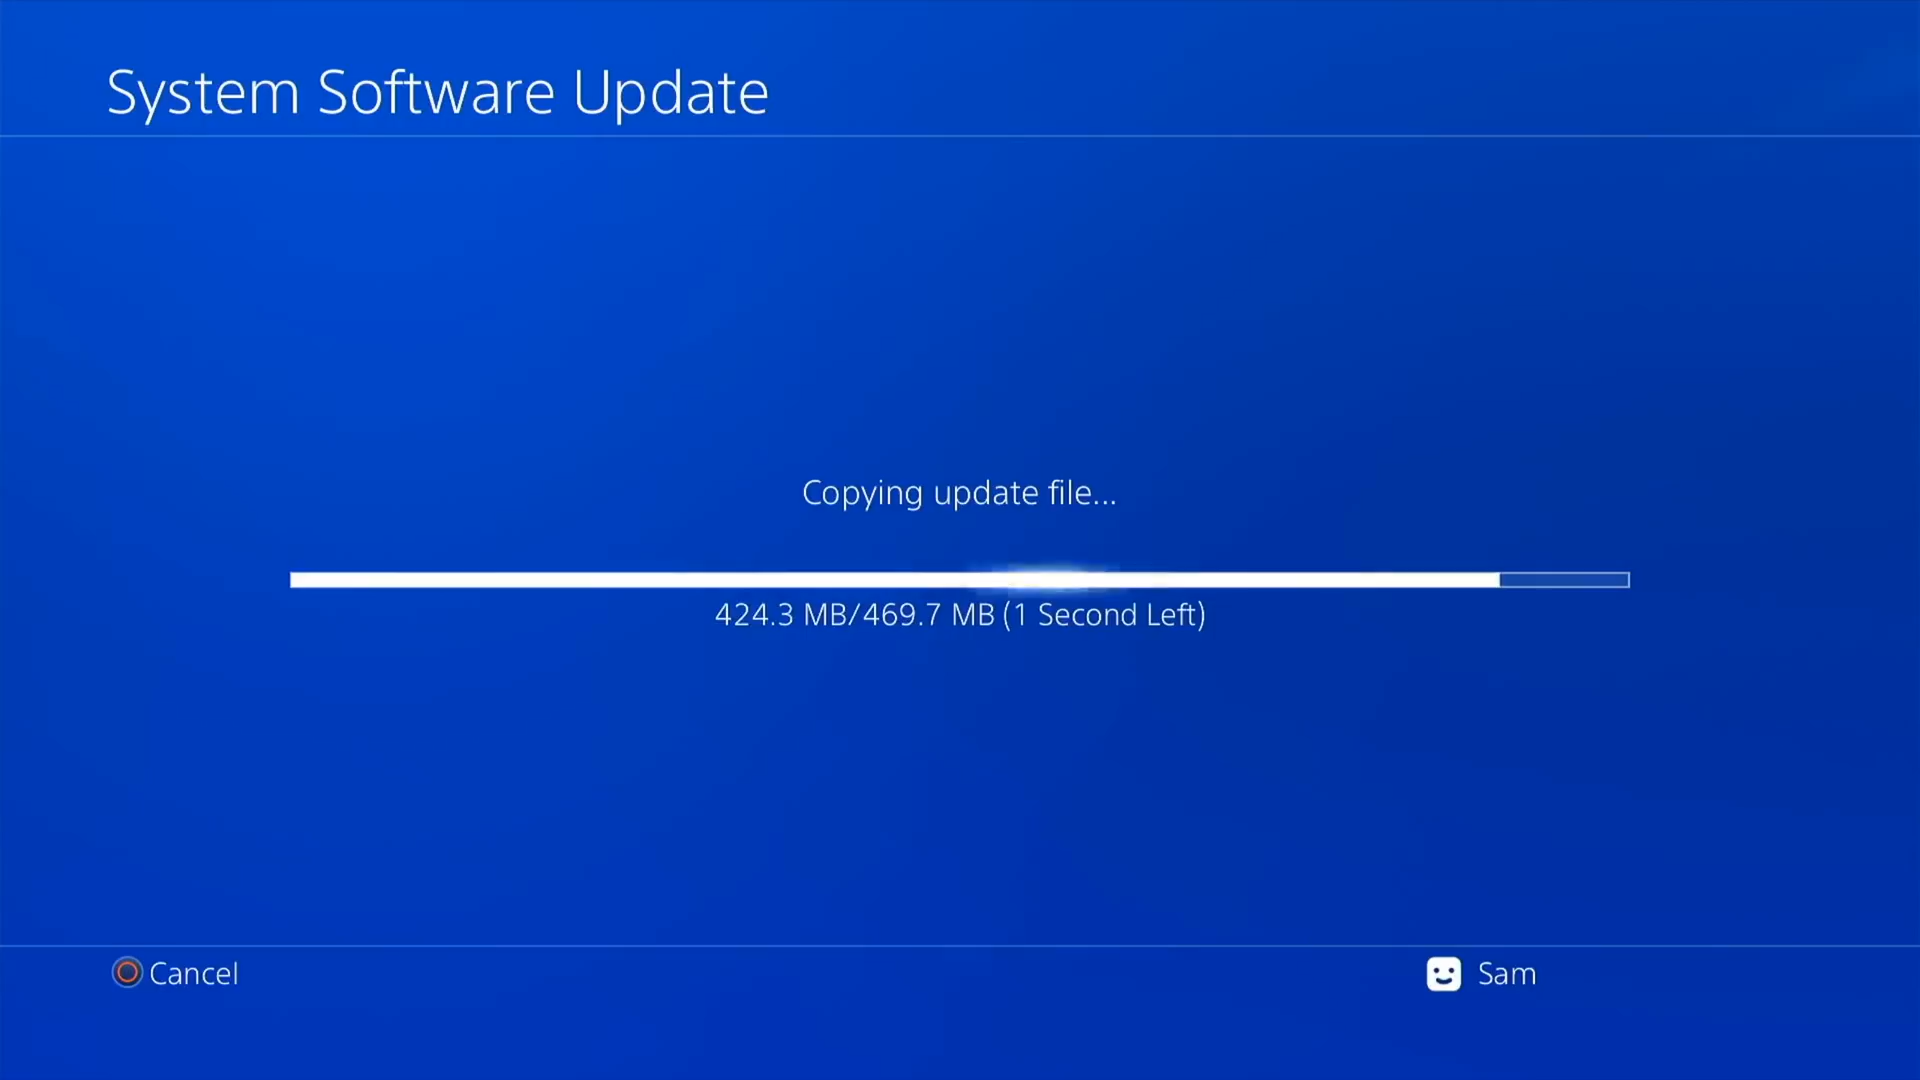 System Software Update
Copying update file...
424.3 MB/469.7 MB (1 Second Left)
Cancel
Sam